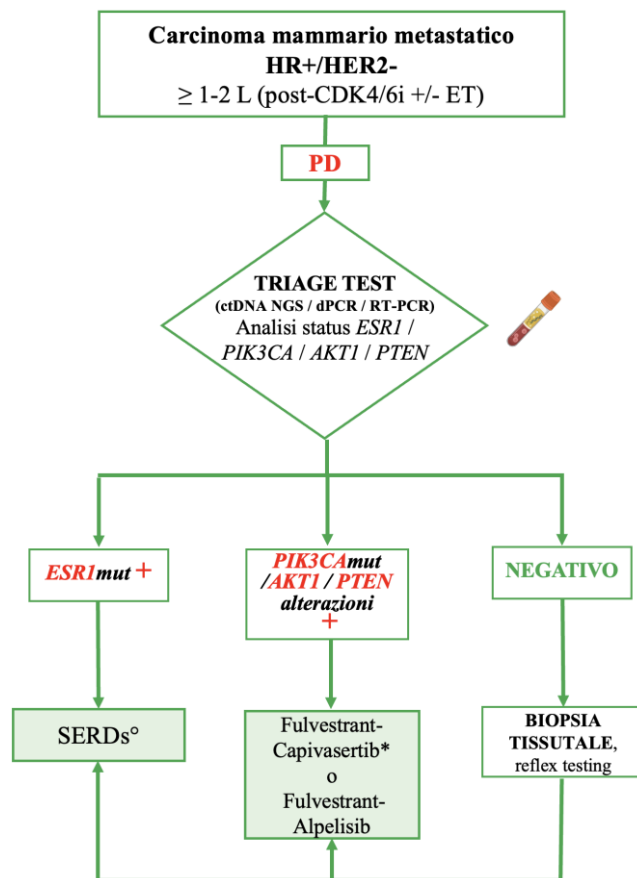 Carcinoma mammario metastatico
HR+/HER2-
≥ 1-2 L (post-CDK4/6i +/- ET)
PD
TRIAGE TEST
(ctDNA NGS / dPCR / RT-PCR)
Analisi status ESR1 /
PIK3CA / AKT1 / PTEN
ESR1mut +
PIK3CAmut
/AKT1 / PTEN
alterazioni
+
NEGATIVO
SERDs°
Fulvestrant-
Capivasertib*
o
Fulvestrant-
Alpelisib
BIOPSIA
TISSUTALE,
reflex testing